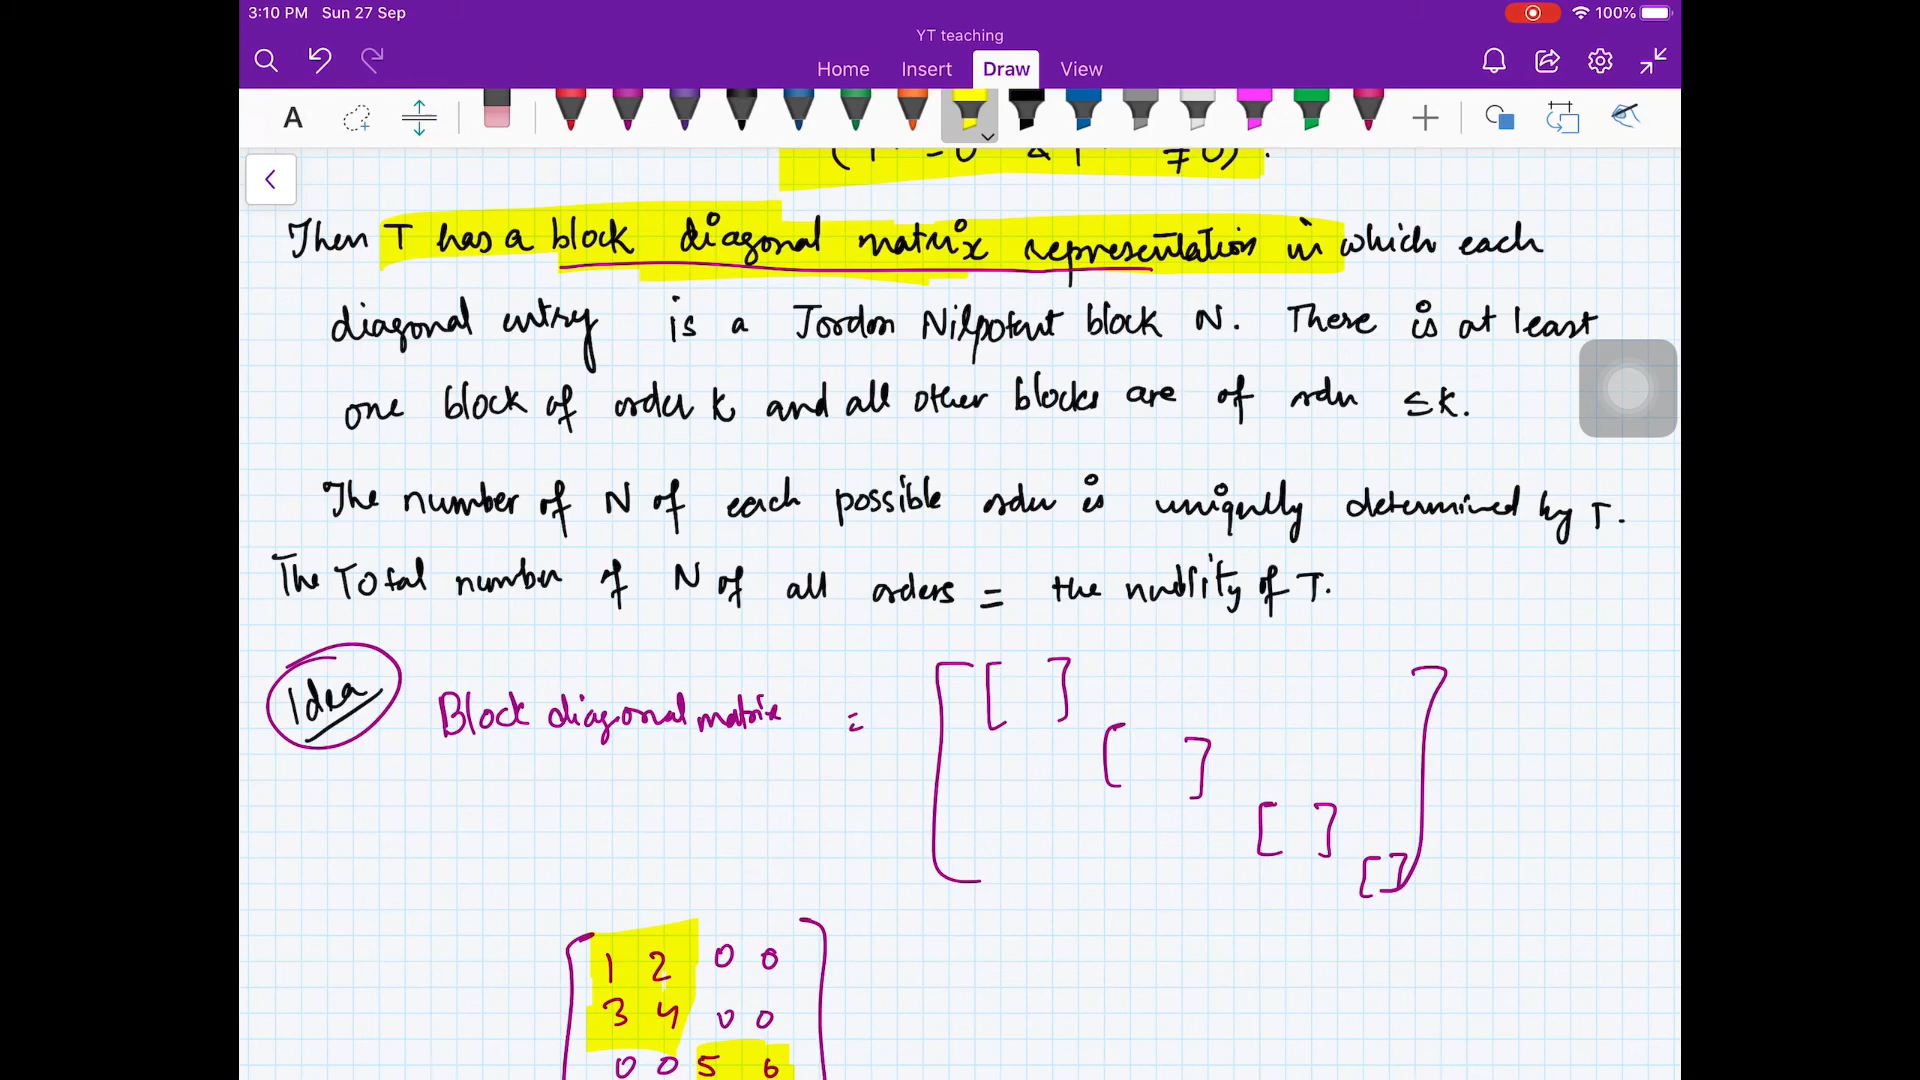 3:10 PM Sun 27 Sep
100%
YT teaching
Home Insert Draw View
A
= 0 & ≠ 0).
Then T has a block diagonal matrix representation in which each
diagonal entry is a Jordon Nilpotent block N. There is at least
one block of order k and all other blocks are of order ≤ k.
The number of N of each possible order is uniquely determined by T.
The Total number of N of all orders = the nullity of T.
Idea Block diagonal matrix = [[ ] [ ] [ ] []]
1 2 0 0
3 4 0 0
0 0 5 6